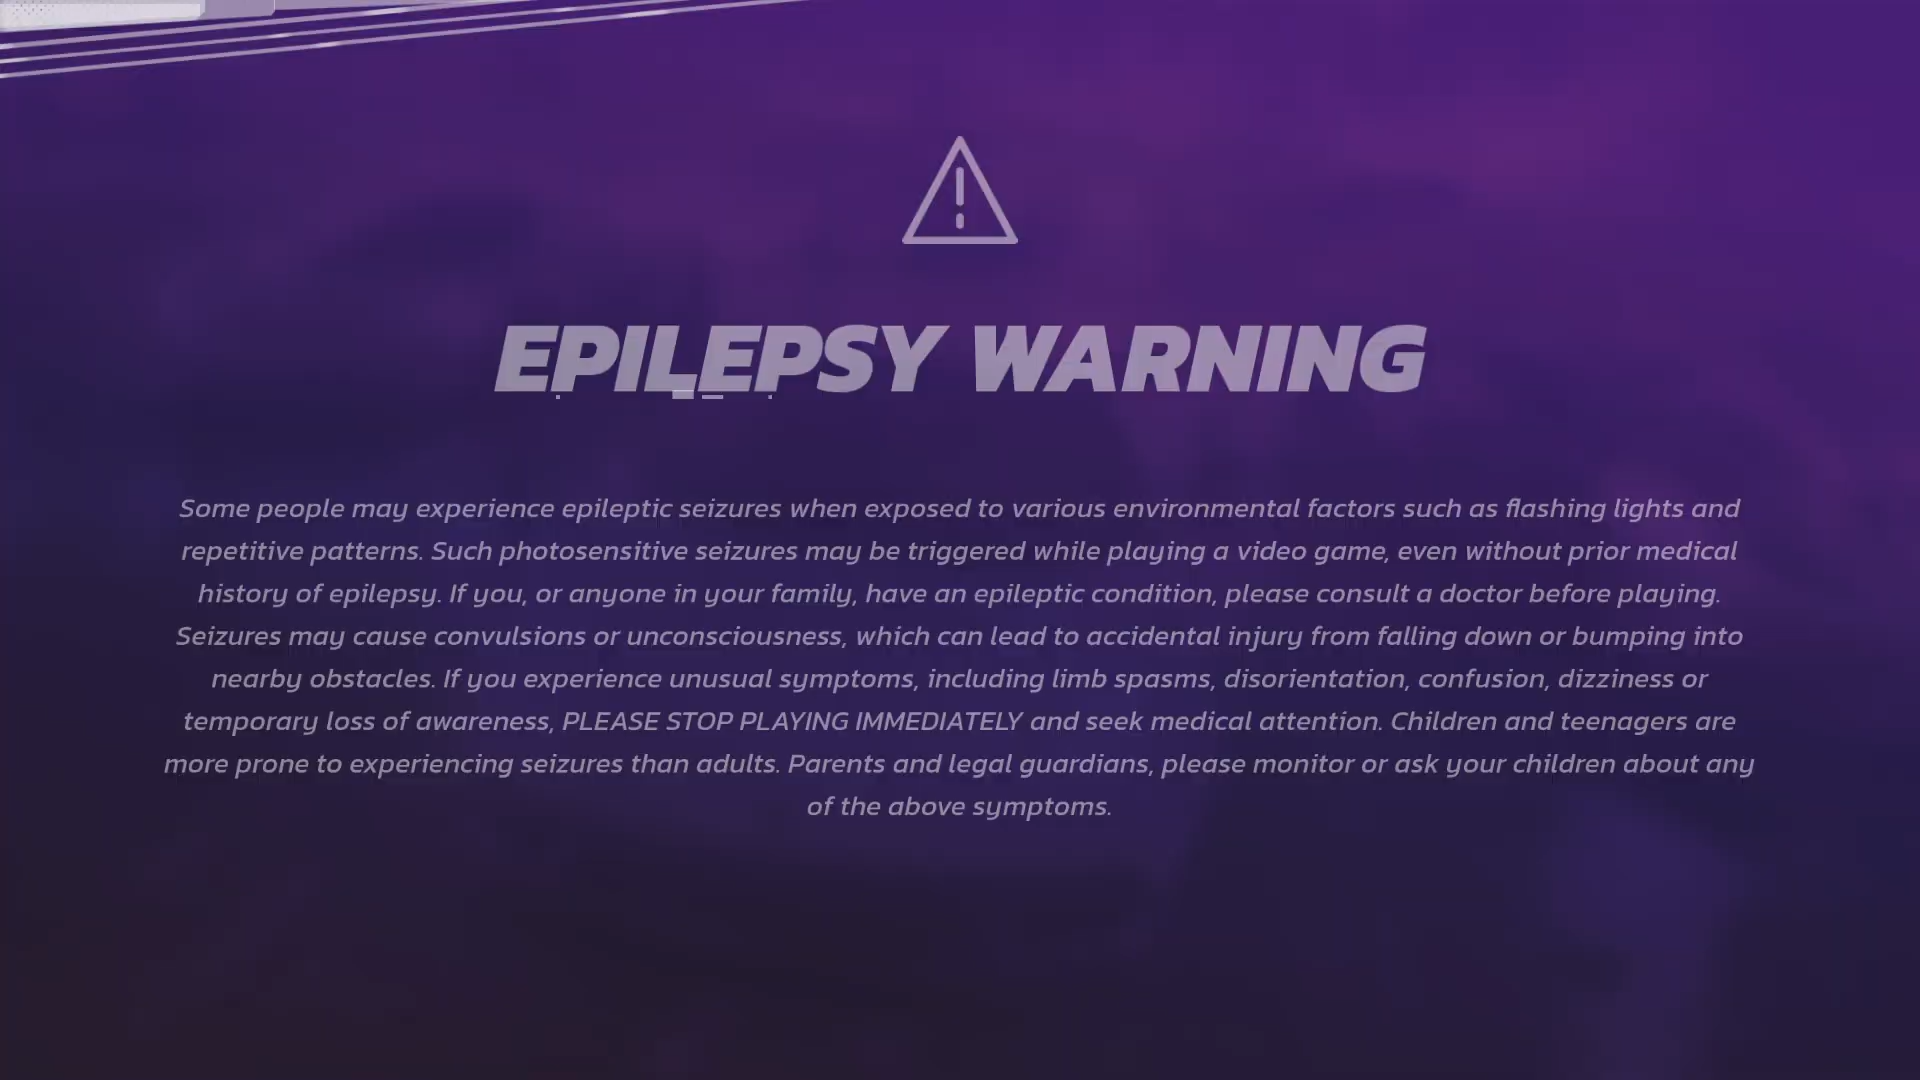 EPILEPSY WARNING
Some people may experience epileptic seizures when exposed to various environmental factors such as flashing lights and
repetitive patterns. Such photosensitive seizures may be triggered while playing a video game, even without prior medical
history of epilepsy. If you, or anyone in your family, have an epileptic condition, please consult a doctor before playing.
Seizures may cause convulsions or unconsciousness, which can lead to accidental injury from falling down or bumping into
nearby obstacles. If you experience unusual symptoms, including limb spasms, disorientation, confusion, dizziness or
temporary loss of awareness, PLEASE STOP PLAYING IMMEDIATELY and seek medical attention. Children and teenagers are
more prone to experiencing seizures than adults. Parents and legal guardians, please monitor or ask your children about any
of the above symptoms.